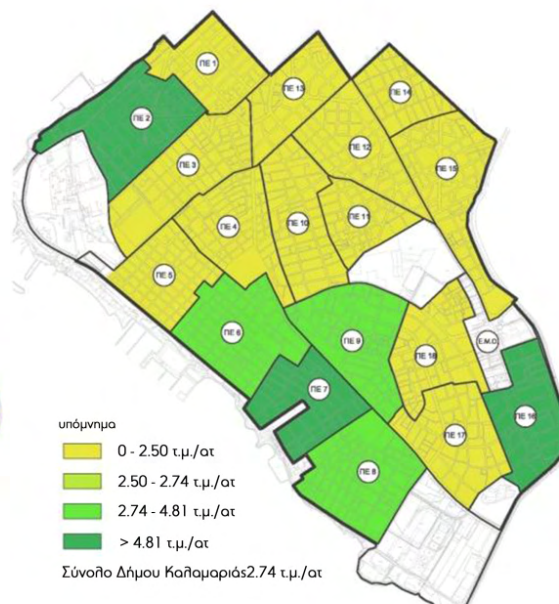 ΠΕ 1
ΠΕ 13
ΠΕ 14
ΠΕ 2
ΠΕ 12
ΠΕ 3
ΠΕ 15
ΠΕ 11
ΠΕ 4
ΠΕ 10
ΠΕ 5
ΠΕ 6
ΠΕ 9
Ε.Μ.Ο
ΠΕ 18
ΠΕ 7
ΠΕ 16
ΠΕ 17
ΠΕ 8
υπόμνημα
0 - 2.50 τ.μ./ατ
2.50 - 2.74 τ.μ./ατ
2.74 - 4.81 τ.μ./ατ
> 4.81 τ.μ./ατ
Σύνολο Δήμου Καλαμαριάς2.74 τ.μ./ατ